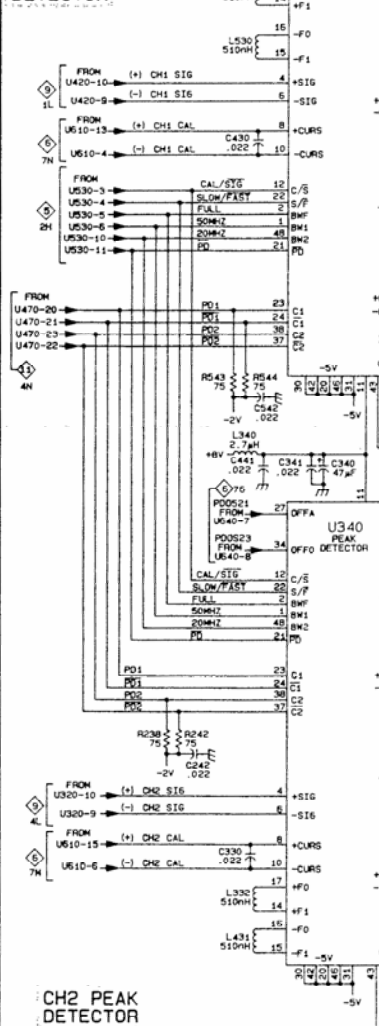 +F1
16 -F0
L530
510nH
15 -F1
FROM
U420-10 (+) CH1 SIG 4 +SIG
9
1L
U420-9 (-) CH1 SIG 6 -SIG
FROM
U610-13 (+) CH1 CAL 8 +CURS
6
7N
C430
.022
U610-4 (-) CH1 CAL 10 -CURS
FROM
U530-3 CAL/SIG 12 C/S
U530-4 SLOW/FAST 22 S/F
5
2H
U530-5 FULL 2 BWF
U530-6 50MHZ 1 BW1
U530-10 20MHZ 48 BW2
U530-11 PD 21 PD
FROM
U470-20 PD1 23 C1
U470-21 PD1 24 C1
U470-23 PD2 38 C2
U470-22 PD2 37 C2
11
4N
R543
75
R544
75
-5V
30 42 20 46 31 11 43
C542
.022
-2V
-5V
L340
2.7μH
+8V
C441
.022
C341
.022
C340
47μF
6 7G
11
PDOS21
FROM
U640-7
27 OFFA
U340
PEAK
DETECTOR
PDOS23
FROM
U640-8
34 OFFO
CAL/SIG 12 C/S
SLOW/FAST 22 S/F
FULL 2 BWF
50MHZ 1 BW1
20MHZ 48 BW2
PD 21 PD
PD1 23 C1
PD1 24 C1
PD2 38 C2
PD2 37 C2
R238
75
R242
75
-2V
C242
.022
FROM
U320-10 (+) CH2 SIG 4 +SIG
9
4L
U320-9 (-) CH2 SIG 6 -SIG
FROM
U610-15 (+) CH2 CAL 8 +CURS
6
7M
C330
.022
U610-6 (-) CH2 CAL 10 -CURS
17 +F0
L332
510nH
14 +F1
16 -F0
L431
510nH
15 -F1
-5V
30 42 20 46 31 43
-5V
CH2 PEAK
DETECTOR